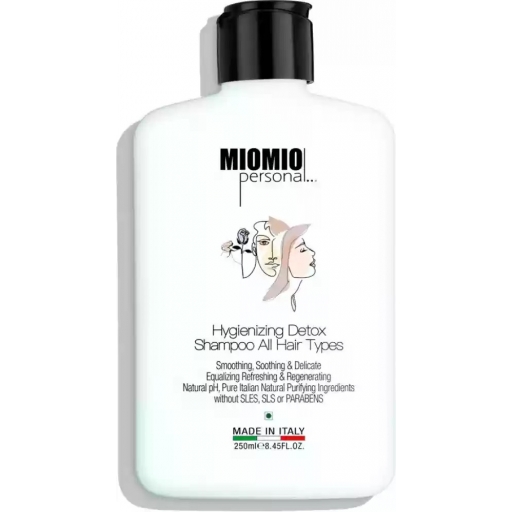 MIOMIO
personal...
Hygienizing Detox
Shampoo All Hair Types
Smoothing, Soothing & Delicate
Equalizing Refreshing & Regenerating
Natural pH, Pure Italian Natural Purifying Ingredients
without SLES, SLS or PARABENS
MADE IN ITALY
250ml℮8.45FL.OZ.